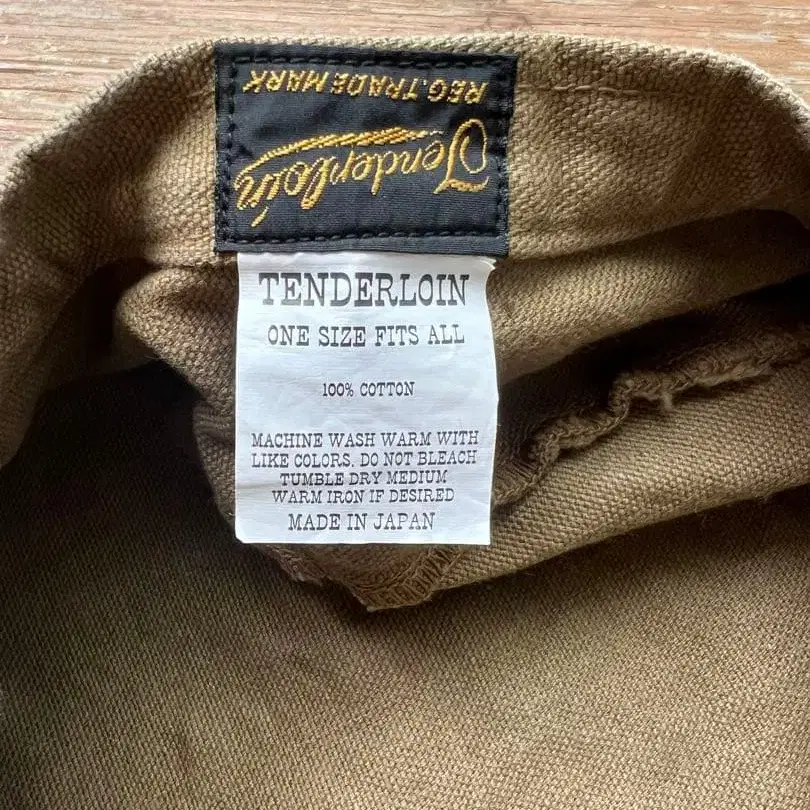 REG. TRADE MARK
Tenderloin
TENDERLOIN
ONE SIZE FITS ALL
100% COTTON
MACHINE WASH WARM WITH
LIKE COLORS. DO NOT BLEACH
TUMBLE DRY MEDIUM
WARM IRON IF DESIRED
MADE IN JAPAN